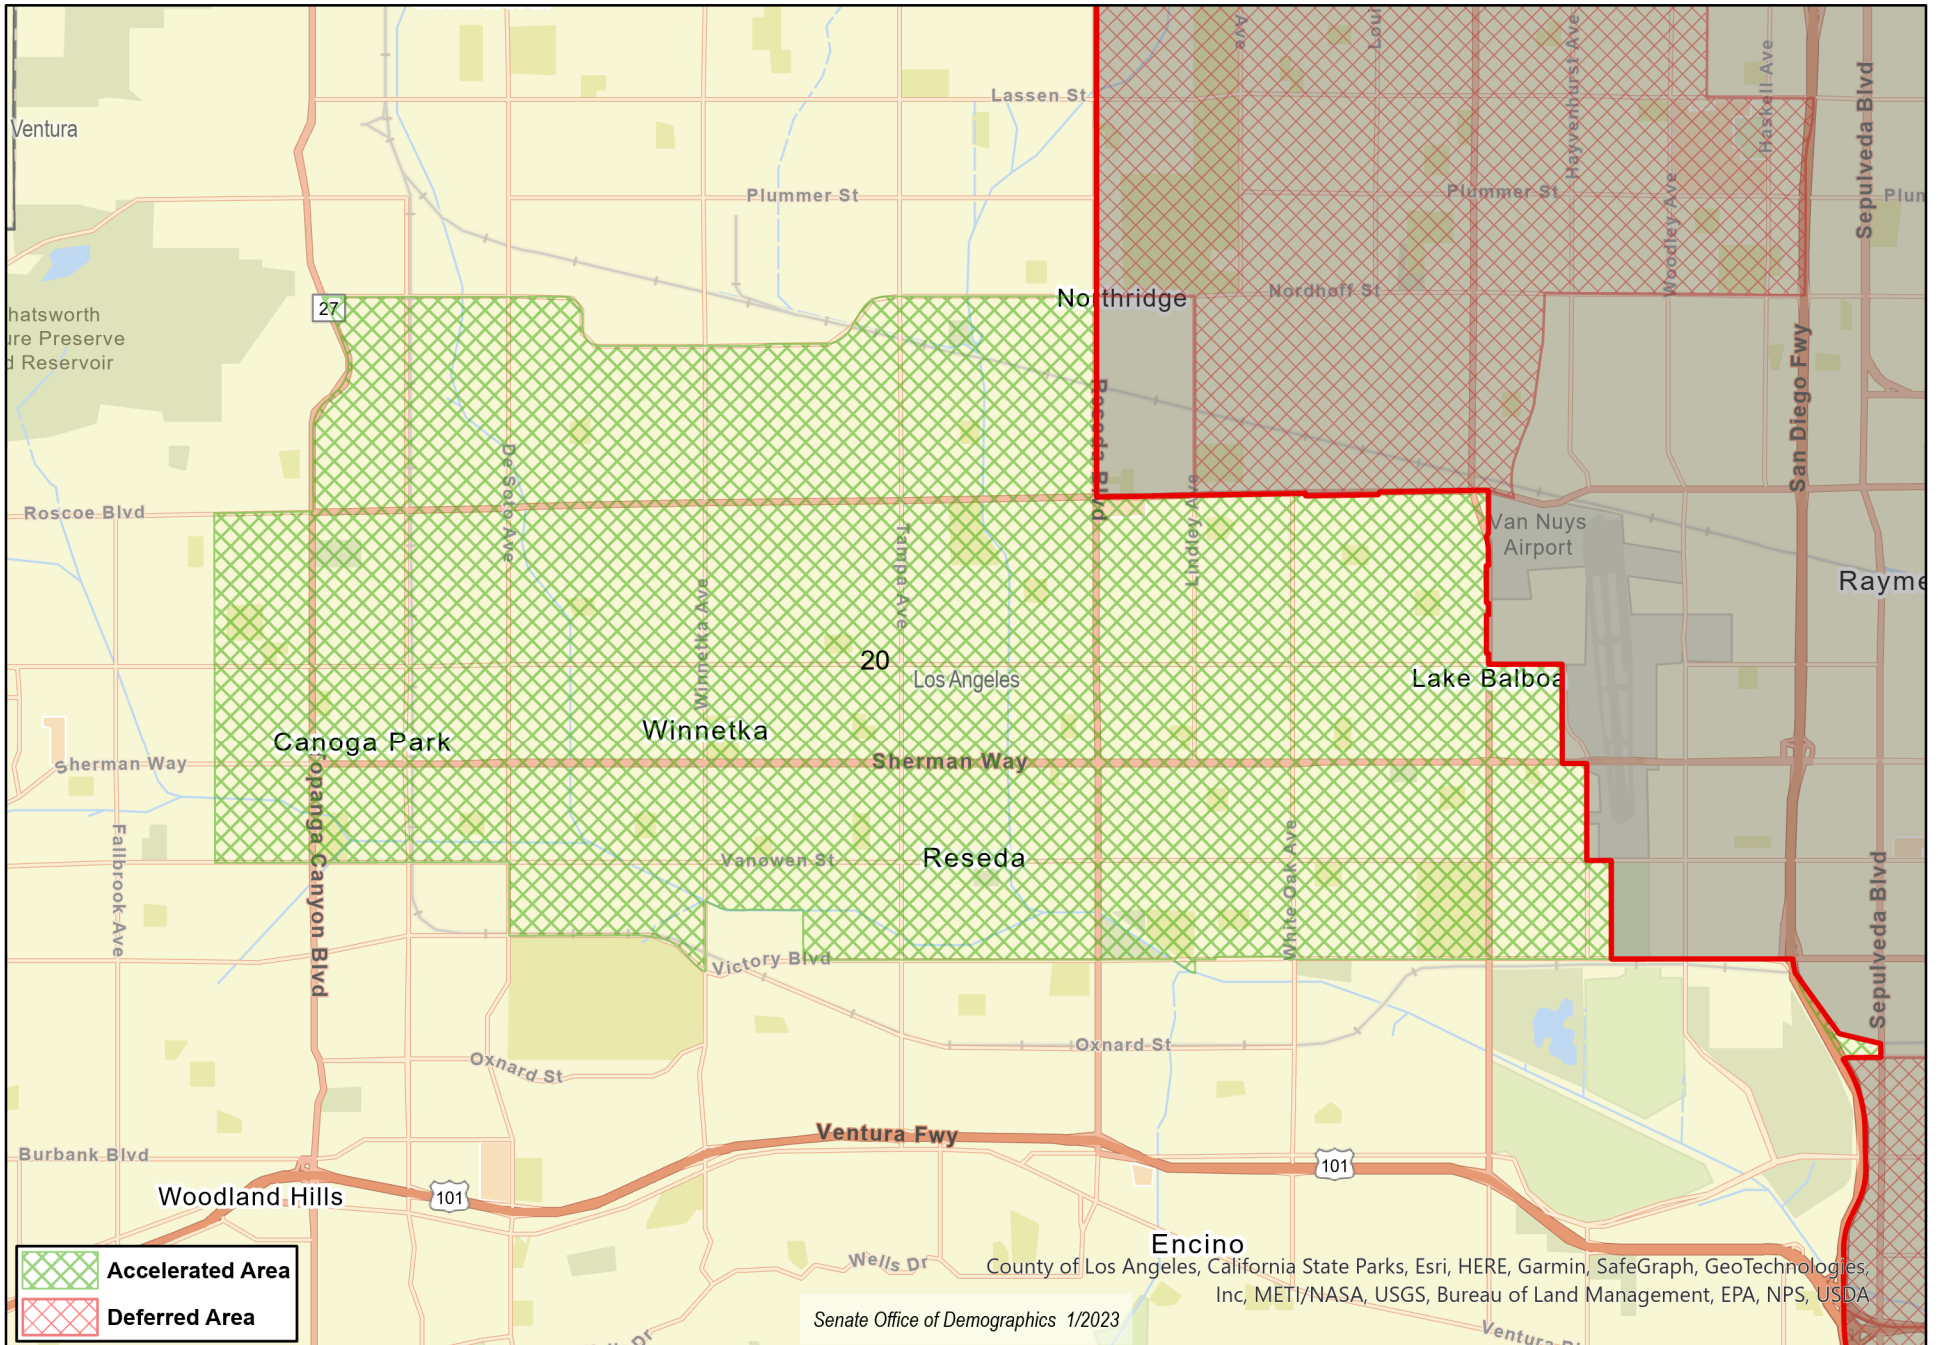 Ave
Loui
Hayvenhurst Ave
Haskell Ave
Sepulveda Blvd
Lassen St
Ventura
Plummer St
Plummer St
Plum
Woodley Ave
27
Northridge
Nordhoff St
hatsworth
ure Preserve
d Reservoir
San Diego Fwy
Reseda Blvd
De Soto Ave
Roscoe Blvd
Tampa Ave
Lindley Ave
Van Nuys
Airport
Rayme
Winnetka Ave
20
Los Angeles
Lake Balboa
Canoga Park
Winnetka
Sherman Way
Sherman Way
Topanga Canyon Blvd
Fallbrook Ave
Vanowen St
Reseda
White Oak Ave
Sepulveda Blvd
Victory Blvd
Oxnard St
Oxnard St
Ventura Fwy
Burbank Blvd
101
101
Woodland Hills
Encino
Wells Dr
County of Los Angeles, California State Parks, Esri, HERE, Garmin, SafeGraph, GeoTechnologies,
Inc, METI/NASA, USGS, Bureau of Land Management, EPA, NPS, USDA
Accelerated Area
Deferred Area
Senate Office of Demographics 1/2023
Dr
Ventura B